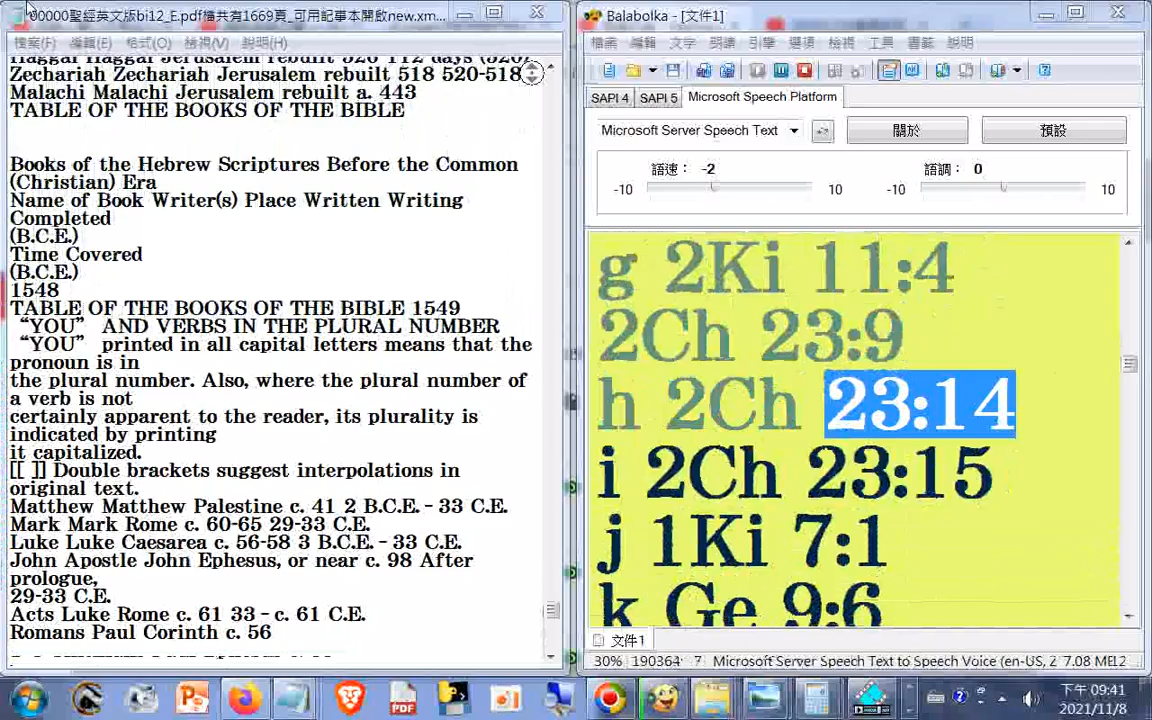 00000聖經英文版bi12_E.pdf檔共有1669頁_可用記事本開啟new.xm...
檔案(F) 編輯(E) 格式(O) 檢視(V) 說明(H)
Haggai Haggai Jerusalem rebuilt 520 112 days (520)
Zechariah Zechariah Jerusalem rebuilt 518 520-518
Malachi Malachi Jerusalem rebuilt a. 443
TABLE OF THE BOOKS OF THE BIBLE
Books of the Hebrew Scriptures Before the Common
(Christian) Era
Name of Book Writer(s) Place Written Writing
Completed
(B.C.E.)
Time Covered
(B.C.E.)
1548
TABLE OF THE BOOKS OF THE BIBLE 1549
“YOU” AND VERBS IN THE PLURAL NUMBER
“YOU” printed in all capital letters means that the
pronoun is in
the plural number. Also, where the plural number of
a verb is not
certainly apparent to the reader, its plurality is
indicated by printing
it capitalized.
[[ ]] Double brackets suggest interpolations in
original text.
Matthew Matthew Palestine c. 41 2 B.C.E. – 33 C.E.
Mark Mark Rome c. 60-65 29-33 C.E.
Luke Luke Caesarea c. 56-58 3 B.C.E. – 33 C.E.
John Apostle John Ephesus, or near c. 98 After
prologue,
29-33 C.E.
Acts Luke Rome c. 61 33 – c. 61 C.E.
Romans Paul Corinth c. 56
Balabolka - [文件1]
檔案 編輯 文字 朗讀 引擎 選項 檢視 工具 書籤 說明
SAPI 4 SAPI 5 Microsoft Speech Platform
Microsoft Server Speech Text 關於 預設
語速： -2 語調： 0
-10 10 -10 10
g 2Ki 11:4
2Ch 23:9
h 2Ch 23:14
i 2Ch 23:15
j 1Ki 7:1
k Ge 9:6
文件1
30% 190364 7 Microsoft Server Speech Text to Speech Voice (en-US, 2 7.08 ME12
PDF
下午 09:41
2021/11/8